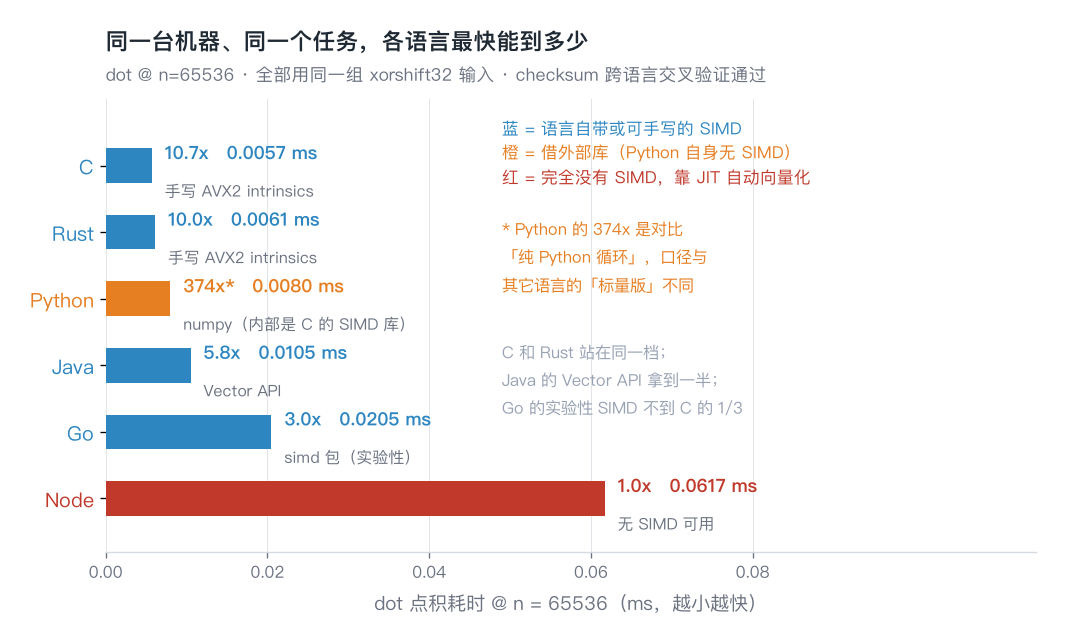 同一台机器、同一个任务，各语言最快能到多少
dot @ n=65536 · 全部用同一组 xorshift32 输入 · checksum 跨语言交叉验证通过
蓝 = 语言自带或可手写的 SIMD
橙 = 借外部库（Python 自身无 SIMD）
红 = 完全没有 SIMD，靠 JIT 自动向量化
C
10.7x 0.0057 ms
手写 AVX2 intrinsics
Rust
10.0x 0.0061 ms
手写 AVX2 intrinsics
* Python 的 374x 是对比
「纯 Python 循环」，口径与
其它语言的「标量版」不同
Python
374x* 0.0080 ms
numpy（内部是 C 的 SIMD 库）
Java
5.8x 0.0105 ms
Vector API
C 和 Rust 站在同一档；
Java 的 Vector API 拿到一半；
Go 的实验性 SIMD 不到 C 的 1/3
Go
3.0x 0.0205 ms
simd 包（实验性）
Node
1.0x 0.0617 ms
无 SIMD 可用
0.00 0.02 0.04 0.06 0.08
dot 点积耗时 @ n = 65536（ms，越小越快）